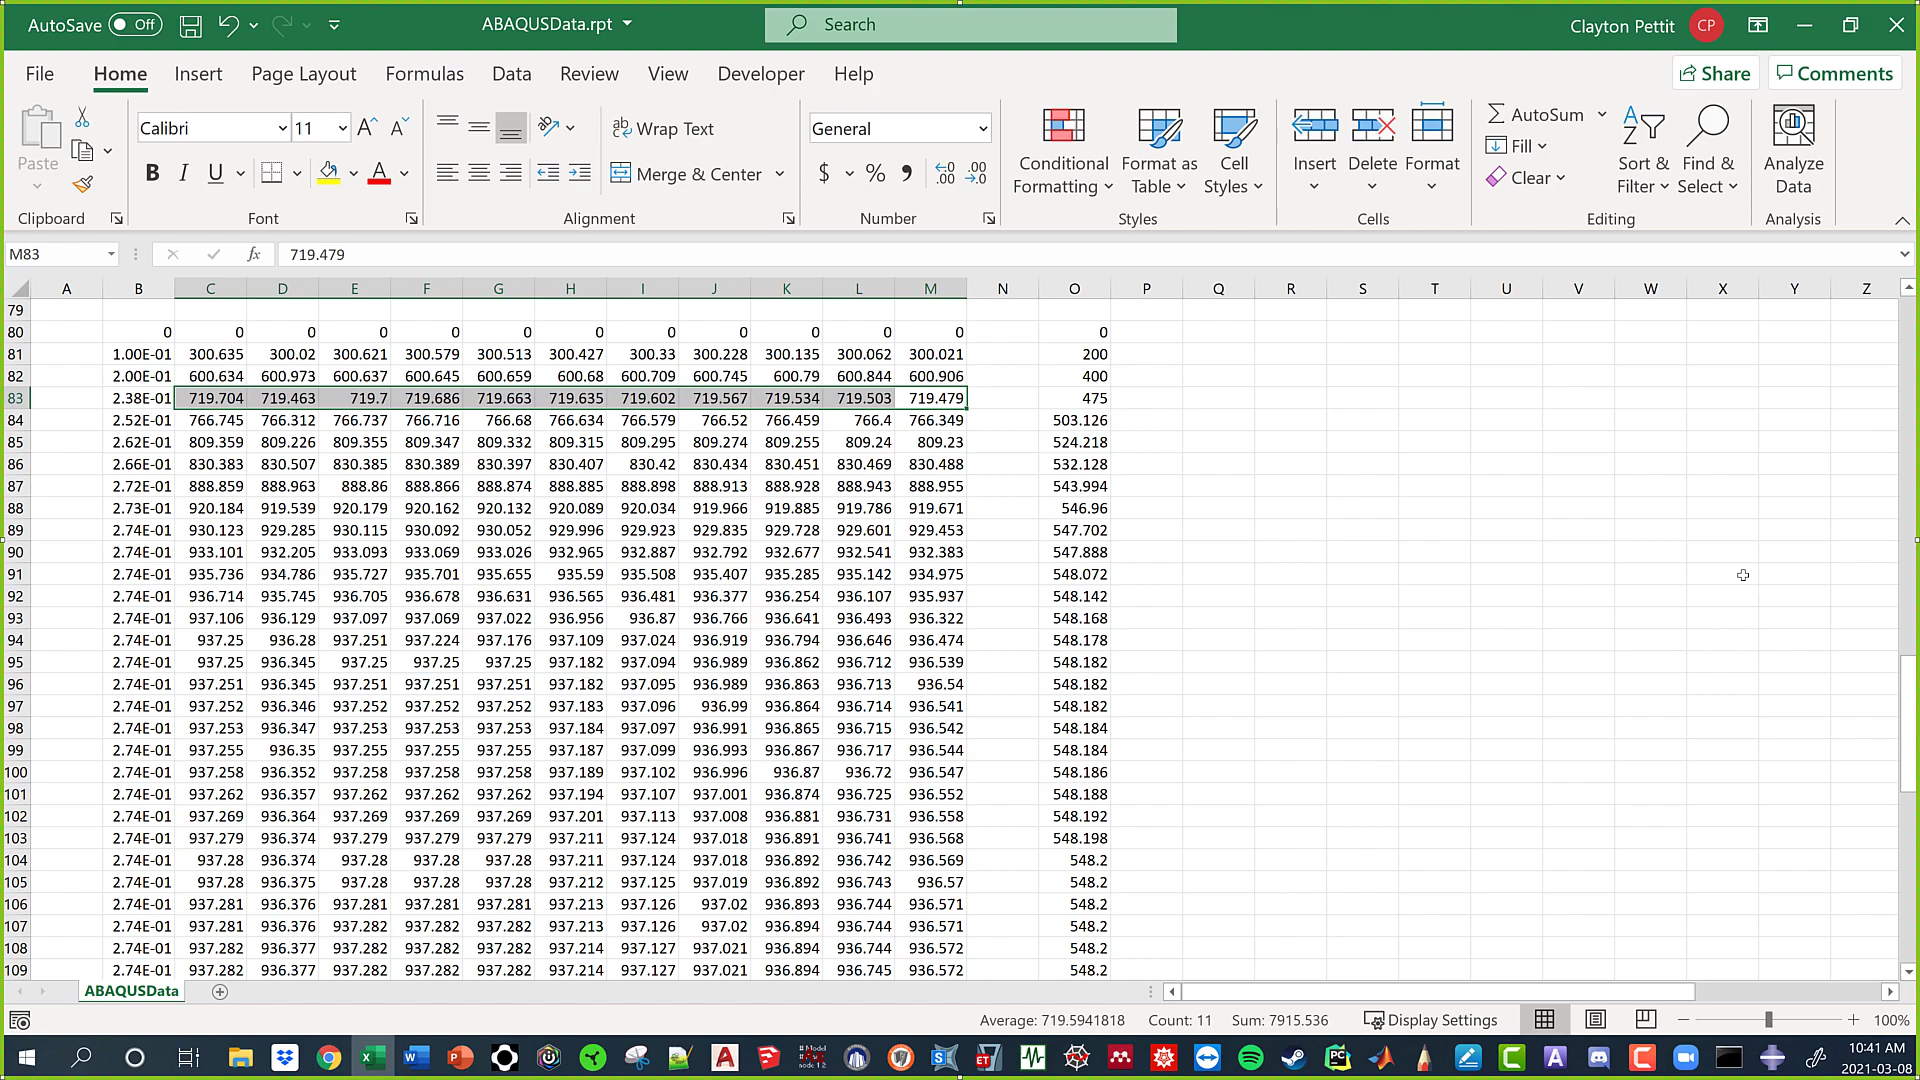 AutoSave Off ABAQUSData.rpt Search Clayton Pettit CP
File Home Insert Page Layout Formulas Data Review View Developer Help Share Comments
Calibri 11 Wrap Text General AutoSum
Paste Merge & Center Conditional Formatting Format as Table Cell Styles Insert Delete Format Fill Clear Sort & Filter Find & Select Analyze Data
Clipboard Font Alignment Number Styles Cells Editing Analysis
M83 fx 719.479
A B C D E F G H I J K L M N O P Q R S T U V W X Y Z
79
80 0 0 0 0 0 0 0 0 0 0 0 0 0
81 1.00E-01 300.635 300.02 300.621 300.579 300.513 300.427 300.33 300.228 300.135 300.062 300.021 200
82 2.00E-01 600.634 600.973 600.637 600.645 600.659 600.68 600.709 600.745 600.79 600.844 600.906 400
83 2.38E-01 719.704 719.463 719.7 719.686 719.663 719.635 719.602 719.567 719.534 719.503 719.479 475
84 2.52E-01 766.745 766.312 766.737 766.716 766.68 766.634 766.579 766.52 766.459 766.4 766.349 503.126
85 2.62E-01 809.359 809.226 809.355 809.347 809.332 809.315 809.295 809.274 809.255 809.24 809.23 524.218
86 2.66E-01 830.383 830.507 830.385 830.389 830.397 830.407 830.42 830.434 830.451 830.469 830.488 532.128
87 2.72E-01 888.859 888.963 888.86 888.866 888.874 888.885 888.898 888.913 888.928 888.943 888.955 543.994
88 2.73E-01 920.184 919.539 920.179 920.162 920.132 920.089 920.034 919.966 919.885 919.786 919.671 546.96
89 2.74E-01 930.123 929.285 930.115 930.092 930.052 929.996 929.923 929.835 929.728 929.601 929.453 547.702
90 2.74E-01 933.101 932.205 933.093 933.069 933.026 932.965 932.887 932.792 932.677 932.541 932.383 547.888
91 2.74E-01 935.736 934.786 935.727 935.701 935.655 935.59 935.508 935.407 935.285 935.142 934.975 548.072
92 2.74E-01 936.714 935.745 936.705 936.678 936.631 936.565 936.481 936.377 936.254 936.107 935.937 548.142
93 2.74E-01 937.106 936.129 937.097 937.069 937.022 936.956 936.87 936.766 936.641 936.493 936.322 548.168
94 2.74E-01 937.25 936.28 937.251 937.224 937.176 937.109 937.024 936.919 936.794 936.646 936.474 548.178
95 2.74E-01 937.25 936.345 937.25 937.25 937.25 937.182 937.094 936.989 936.862 936.712 936.539 548.182
96 2.74E-01 937.251 936.345 937.251 937.251 937.251 937.182 937.095 936.989 936.863 936.713 936.54 548.182
97 2.74E-01 937.252 936.346 937.252 937.252 937.252 937.183 937.096 936.99 936.864 936.714 936.541 548.182
98 2.74E-01 937.253 936.347 937.253 937.253 937.253 937.184 937.097 936.991 936.865 936.715 936.542 548.184
99 2.74E-01 937.255 936.35 937.255 937.255 937.255 937.187 937.099 936.993 936.867 936.717 936.544 548.184
100 2.74E-01 937.258 936.352 937.258 937.258 937.258 937.189 937.102 936.996 936.87 936.72 936.547 548.186
101 2.74E-01 937.262 936.357 937.262 937.262 937.262 937.194 937.107 937.001 936.874 936.725 936.552 548.188
102 2.74E-01 937.269 936.364 937.269 937.269 937.269 937.201 937.113 937.008 936.881 936.731 936.558 548.192
103 2.74E-01 937.279 936.374 937.279 937.279 937.279 937.211 937.124 937.018 936.891 936.741 936.568 548.198
104 2.74E-01 937.28 936.374 937.28 937.28 937.28 937.211 937.124 937.018 936.892 936.742 936.569 548.2
105 2.74E-01 937.28 936.375 937.28 937.28 937.28 937.212 937.125 937.019 936.892 936.743 936.57 548.2
106 2.74E-01 937.281 936.376 937.281 937.281 937.281 937.213 937.126 937.02 936.893 936.744 936.571 548.2
107 2.74E-01 937.281 936.376 937.282 937.282 937.282 937.213 937.126 937.02 936.894 936.744 936.571 548.2
108 2.74E-01 937.282 936.377 937.282 937.282 937.282 937.214 937.127 937.021 936.894 936.744 936.572 548.2
109 2.74E-01 937.282 936.377 937.282 937.282 937.282 937.214 937.127 937.021 936.894 936.745 936.572 548.2
ABAQUSData
Average: 719.5941818 Count: 11 Sum: 7915.536 Display Settings 100%
10:41 AM
2021-03-08